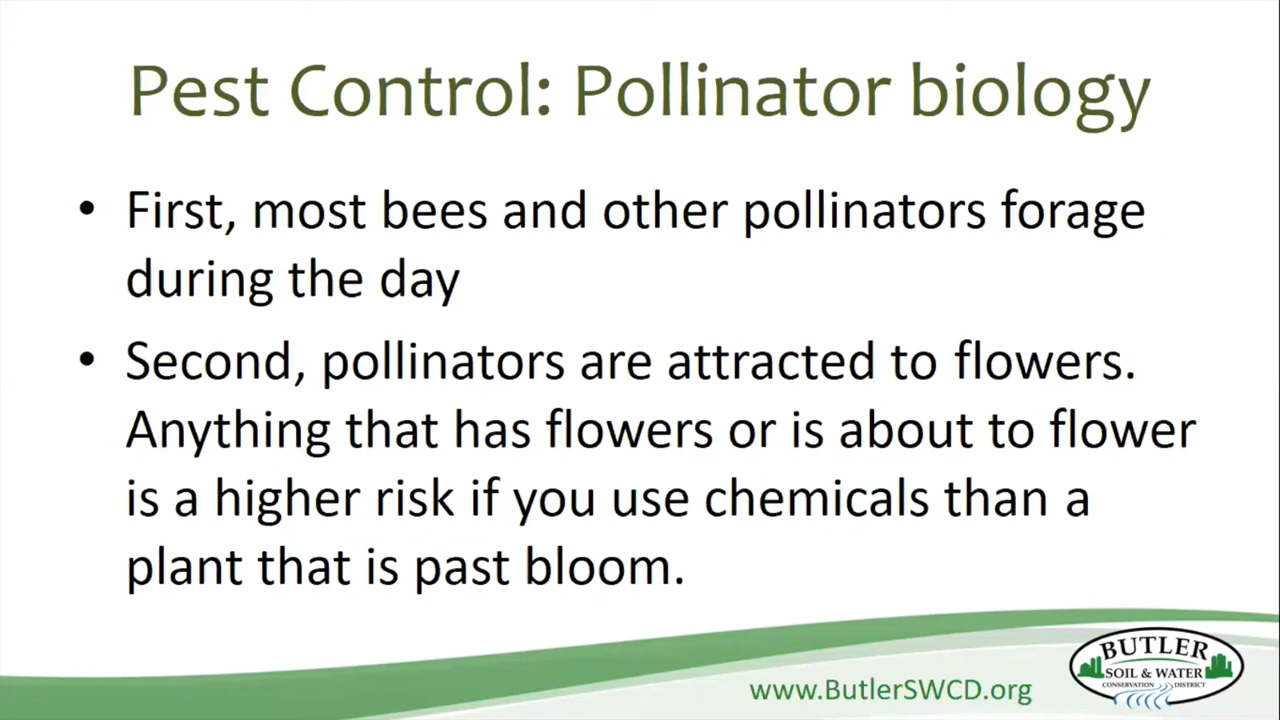 Pest Control: Pollinator biology
• First, most bees and other pollinators forage
during the day
• Second, pollinators are attracted to flowers.
Anything that has flowers or is about to flower
is a higher risk if you use chemicals than a
plant that is past bloom.
www.ButlerSWCD.org
BUTLER
SOIL & WATER
CONSERVATION DISTRICT